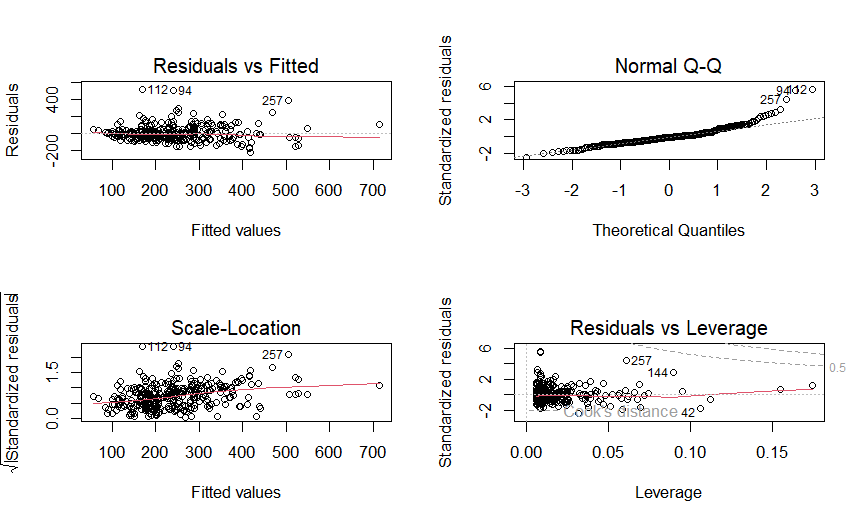 Residuals vs Fitted
Residuals
400
-200
112
94
257
100 200 300 400 500 600 700
Fitted values
Normal Q-Q
Standardized residuals
6
2
-2
94
112
257
-3 -2 -1 0 1 2 3
Theoretical Quantiles
Scale-Location
√|Standardized residuals|
1.5
0.0
112
94
257
100 200 300 400 500 600 700
Fitted values
Residuals vs Leverage
Standardized residuals
6
2
-2
257
144
42
0.5
Cook's distance
0.00 0.05 0.10 0.15
Leverage